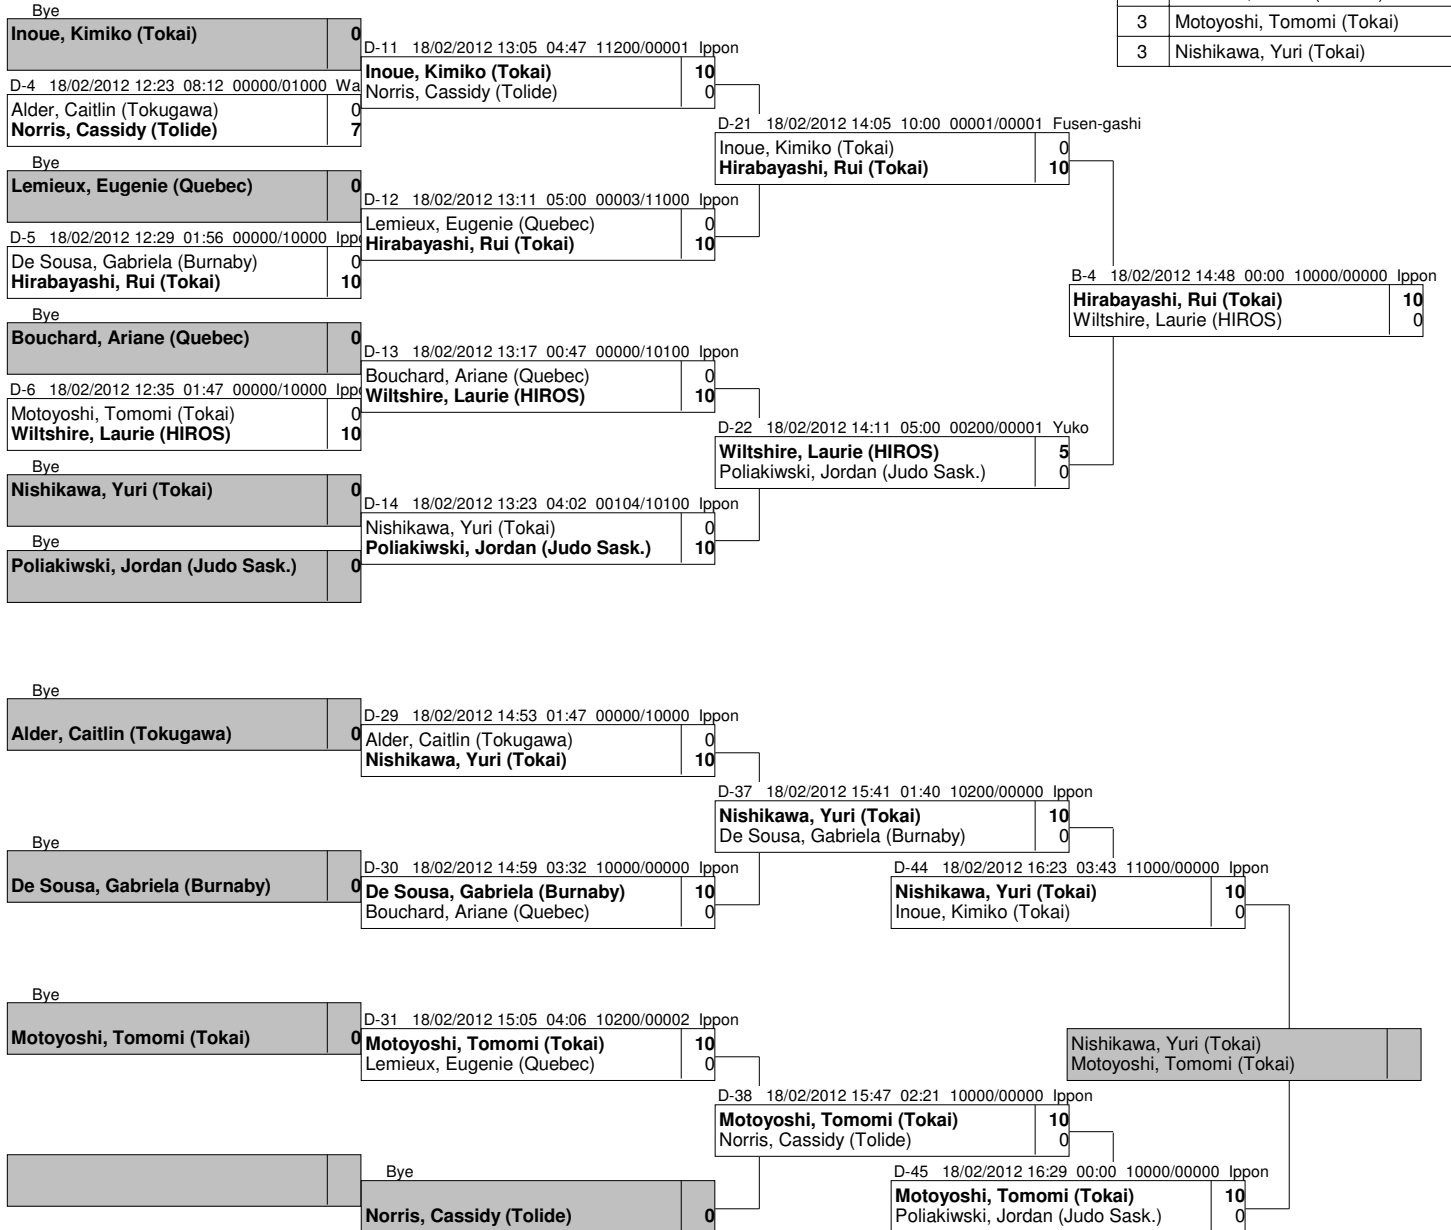 3 Motoyoshi, Tomomi (Tokai)
3 Nishikawa, Yuri (Tokai)
Bye
Inoue, Kimiko (Tokai) 0
D-4 18/02/2012 12:23 08:12 00000/01000 Wa
Alder, Caitlin (Tokugawa) 0
Norris, Cassidy (Tolide) 7
Bye
Lemieux, Eugenie (Quebec) 0
D-5 18/02/2012 12:29 01:56 00000/10000 Ippo
De Sousa, Gabriela (Burnaby) 0
Hirabayashi, Rui (Tokai) 10
Bye
Bouchard, Ariane (Quebec) 0
D-6 18/02/2012 12:35 01:47 00000/10000 Ippo
Motoyoshi, Tomomi (Tokai) 0
Wiltshire, Laurie (HIROS) 10
Bye
Nishikawa, Yuri (Tokai) 0
Bye
Poliakiwski, Jordan (Judo Sask.) 0
D-11 18/02/2012 13:05 04:47 11200/00001 Ippon
Inoue, Kimiko (Tokai) 10
Norris, Cassidy (Tolide) 0
D-12 18/02/2012 13:11 05:00 00003/11000 Ippon
Lemieux, Eugenie (Quebec) 0
Hirabayashi, Rui (Tokai) 10
D-13 18/02/2012 13:17 00:47 00000/10100 Ippon
Bouchard, Ariane (Quebec) 0
Wiltshire, Laurie (HIROS) 10
D-14 18/02/2012 13:23 04:02 00104/10100 Ippon
Nishikawa, Yuri (Tokai) 0
Poliakiwski, Jordan (Judo Sask.) 10
D-21 18/02/2012 14:05 10:00 00001/00001 Fusen-gashi
Inoue, Kimiko (Tokai) 0
Hirabayashi, Rui (Tokai) 10
D-22 18/02/2012 14:11 05:00 00200/00001 Yuko
Wiltshire, Laurie (HIROS) 5
Poliakiwski, Jordan (Judo Sask.) 0
B-4 18/02/2012 14:48 00:00 10000/00000 Ippon
Hirabayashi, Rui (Tokai) 10
Wiltshire, Laurie (HIROS) 0
Bye
Alder, Caitlin (Tokugawa) 0
Bye
De Sousa, Gabriela (Burnaby) 0
Bye
Motoyoshi, Tomomi (Tokai) 0
D-29 18/02/2012 14:53 01:47 00000/10000 Ippon
Alder, Caitlin (Tokugawa) 0
Nishikawa, Yuri (Tokai) 10
D-30 18/02/2012 14:59 03:32 10000/00000 Ippon
De Sousa, Gabriela (Burnaby) 10
Bouchard, Ariane (Quebec) 0
D-31 18/02/2012 15:05 04:06 10200/00002 Ippon
Motoyoshi, Tomomi (Tokai) 10
Lemieux, Eugenie (Quebec) 0
Bye
Norris, Cassidy (Tolide) 0
D-37 18/02/2012 15:41 01:40 10200/00000 Ippon
Nishikawa, Yuri (Tokai) 10
De Sousa, Gabriela (Burnaby) 0
D-38 18/02/2012 15:47 02:21 10000/00000 Ippon
Motoyoshi, Tomomi (Tokai) 10
Norris, Cassidy (Tolide) 0
D-44 18/02/2012 16:23 03:43 11000/00000 Ippon
Nishikawa, Yuri (Tokai) 10
Inoue, Kimiko (Tokai) 0
D-45 18/02/2012 16:29 00:00 10000/00000 Ippon
Motoyoshi, Tomomi (Tokai) 10
Poliakiwski, Jordan (Judo Sask.) 0
Nishikawa, Yuri (Tokai)
Motoyoshi, Tomomi (Tokai)